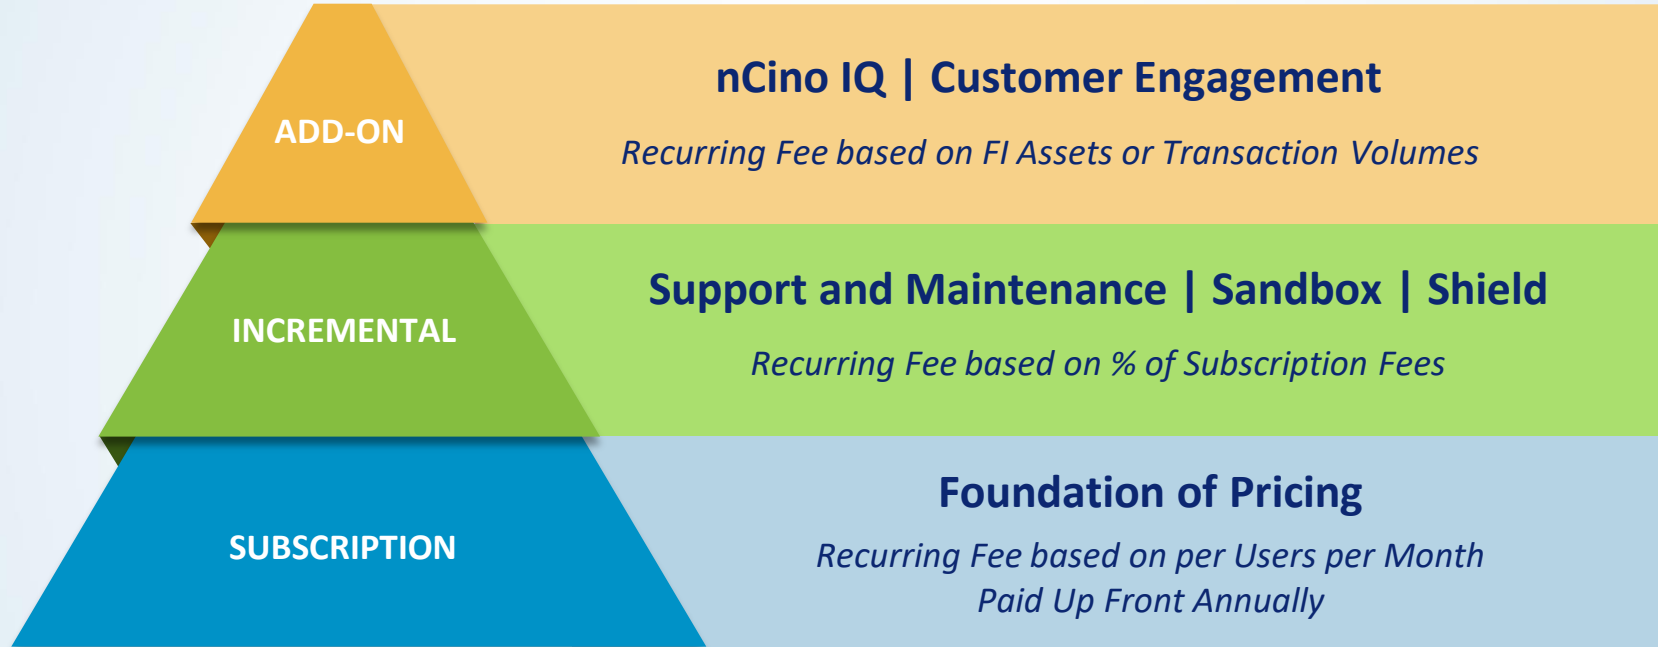 ADD-ON
nCino IQ | Customer Engagement
Recurring Fee based on FI Assets or Transaction Volumes
INCREMENTAL
Support and Maintenance | Sandbox | Shield
Recurring Fee based on % of Subscription Fees
SUBSCRIPTION
Foundation of Pricing
Recurring Fee based on per Users per Month
Paid Up Front Annually